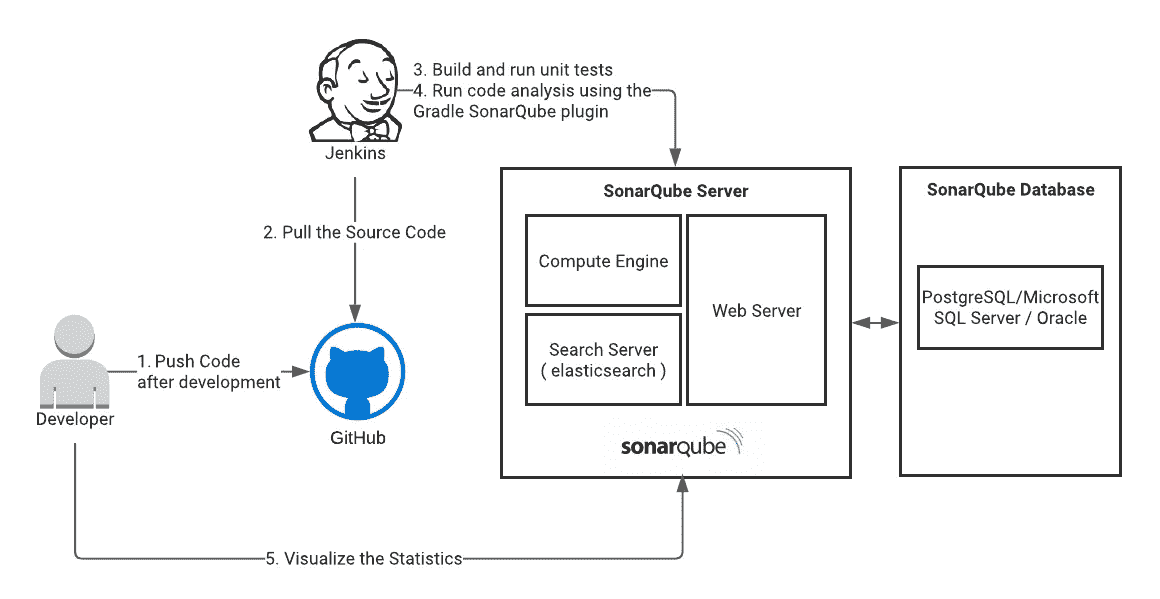 3. Build and run unit tests
4. Run code analysis using the
Gradle SonarQube plugin
Jenkins
2. Pull the Source Code
1. Push Code
after development
Developer
GitHub
SonarQube Server
Compute Engine
Search Server
( elasticsearch )
Web Server
sonarqube
SonarQube Database
PostgreSQL/Microsoft
SQL Server / Oracle
5. Visualize the Statistics